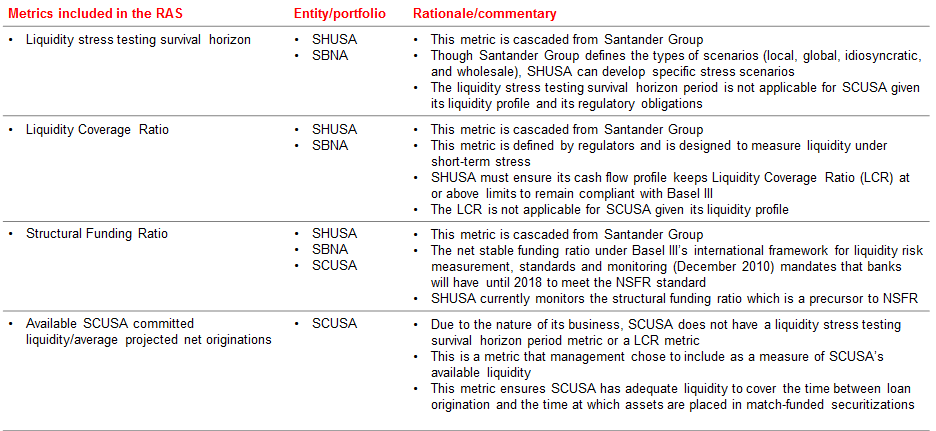 Metrics included in the RAS Entity/portfolio Rationale/commentary
• Liquidity stress testing survival horizon
• SHUSA
• SBNA
• This metric is cascaded from Santander Group
• Though Santander Group defines the types of scenarios (local, global, idiosyncratic,
and wholesale), SHUSA can develop specific stress scenarios
• The liquidity stress testing survival horizon period is not applicable for SCUSA given
its liquidity profile and its regulatory obligations
• Liquidity Coverage Ratio
• SHUSA
• SBNA
• This metric is cascaded from Santander Group
• This metric is defined by regulators and is designed to measure liquidity under
short-term stress
• SHUSA must ensure its cash flow profile keeps Liquidity Coverage Ratio (LCR) at
or above limits to remain compliant with Basel III
• The LCR is not applicable for SCUSA given its liquidity profile
• Structural Funding Ratio
• SHUSA
• SBNA
• SCUSA
• This metric is cascaded from Santander Group
• The net stable funding ratio under Basel III's international framework for liquidity risk
measurement, standards and monitoring (December 2010) mandates that banks
will have until 2018 to meet the NSFR standard
• SHUSA currently monitors the structural funding ratio which is a precursor to NSFR
• Available SCUSA committed
liquidity/average projected net originations
• SCUSA
• Due to the nature of its business, SCUSA does not have a liquidity stress testing
survival horizon period metric or a LCR metric
• This is a metric that management chose to include as a measure of SCUSA's
available liquidity
• This metric ensures SCUSA has adequate liquidity to cover the time between loan
origination and the time at which assets are placed in match-funded securitizations